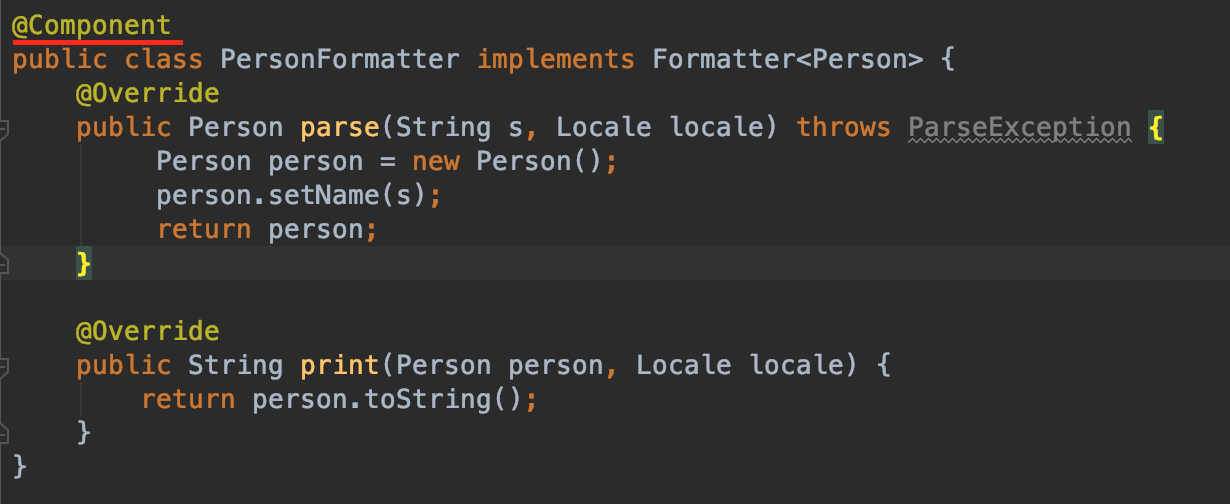 @Component
public class PersonFormatter implements Formatter<Person> {
    @Override
    public Person parse(String s, Locale locale) throws ParseException {
         Person person = new Person();
         person.setName(s);
         return person;
    }

    @Override
    public String print(Person person, Locale locale) {
        return person.toString();
    }
}